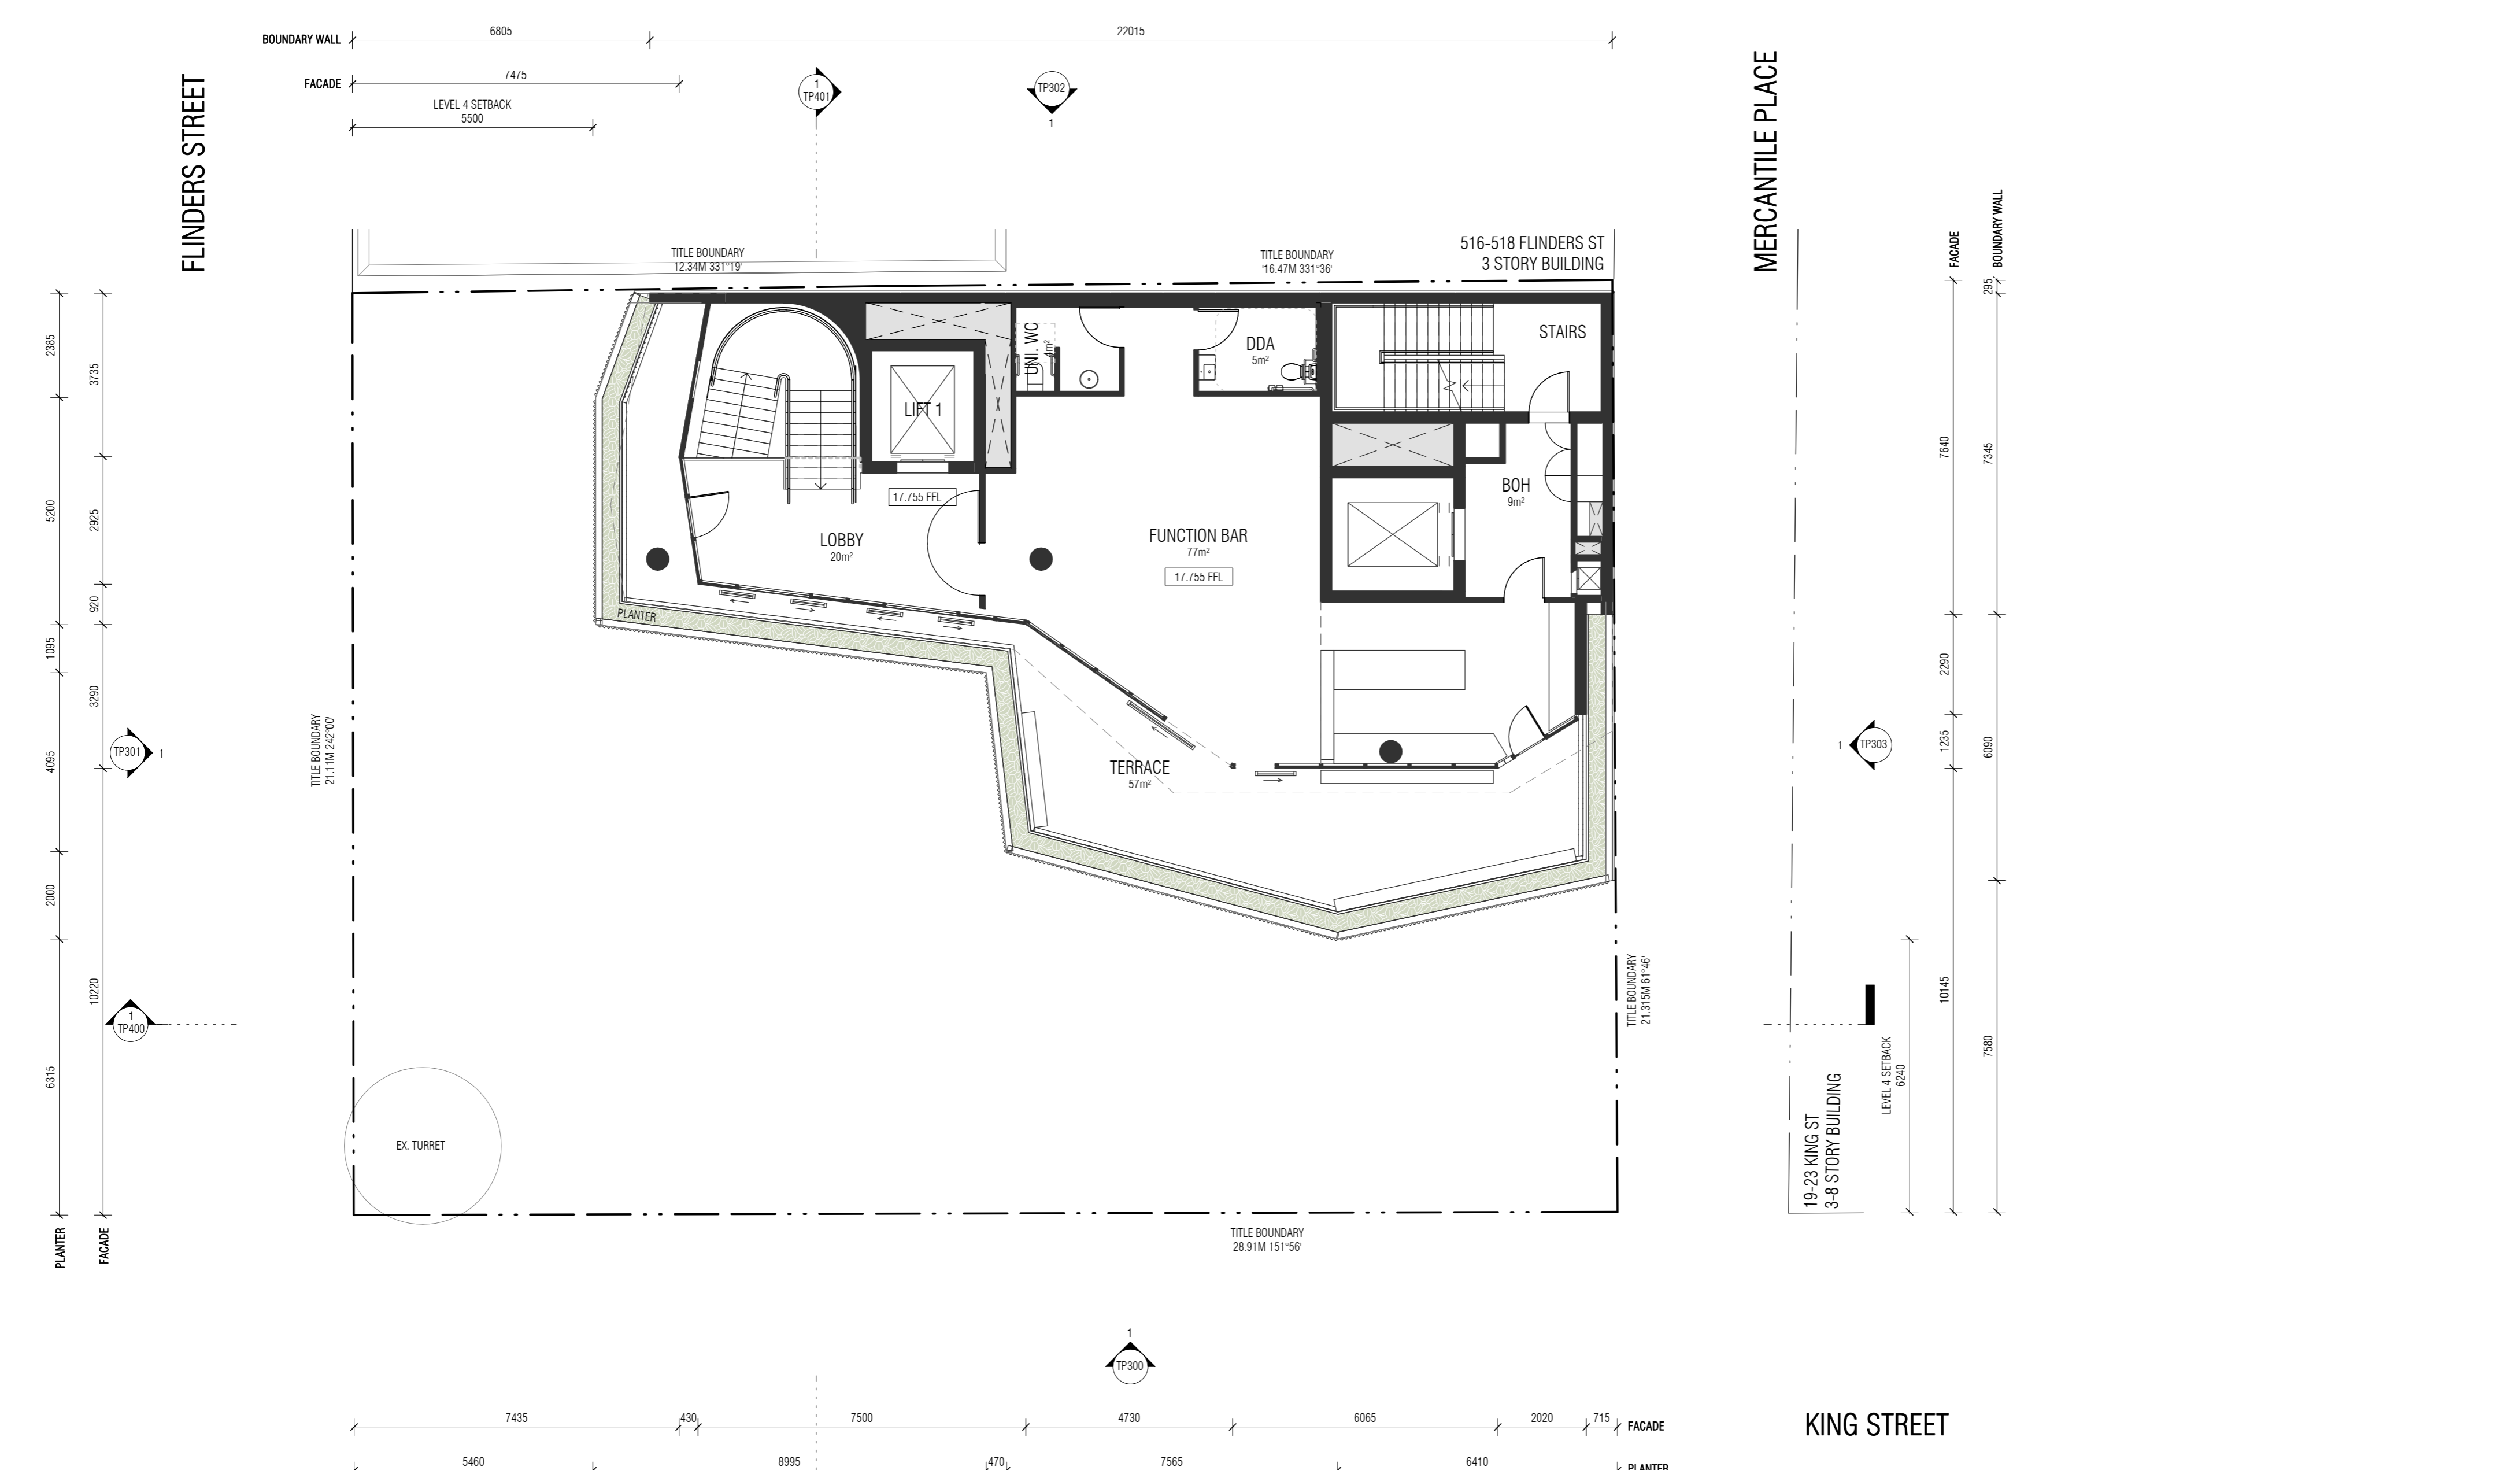 BOUNDARY WALL
6805
22015
FACADE
7475
LEVEL 4 SETBACK
5500
1
TP401
TP302
1
FLINDERS STREET
MERCANTILE PLACE
TITLE BOUNDARY
12.34M 331°19'
TITLE BOUNDARY
'16.47M 331°36'
516-518 FLINDERS ST
3 STORY BUILDING
FACADE
BOUNDARY WALL
295
7640
7345
2290
1235
6090
10145
7580
LEVEL 4 SETBACK
6240
2385
5200
1095
4095
2000
6315
PLANTER
3735
2925
920
3290
10220
FACADE
UNI. WC
4m²
DDA
5m²
STAIRS
LIFT 1
17.755 FFL
BOH
9m²
LOBBY
20m²
FUNCTION BAR
77m²
17.755 FFL
PLANTER
TERRACE
57m²
TITLE BOUNDARY
21.11M 242°00'
TP301
1
1
TP303
1
TP400
TITLE BOUNDARY
21.315M 61°46'
19-23 KING ST
3-8 STORY BUILDING
EX. TURRET
TITLE BOUNDARY
28.91M 151°56'
1
TP300
7435
430
7500
4730
6065
2020
715
FACADE
KING STREET
5460
8995
470
7565
6410
PLANTER